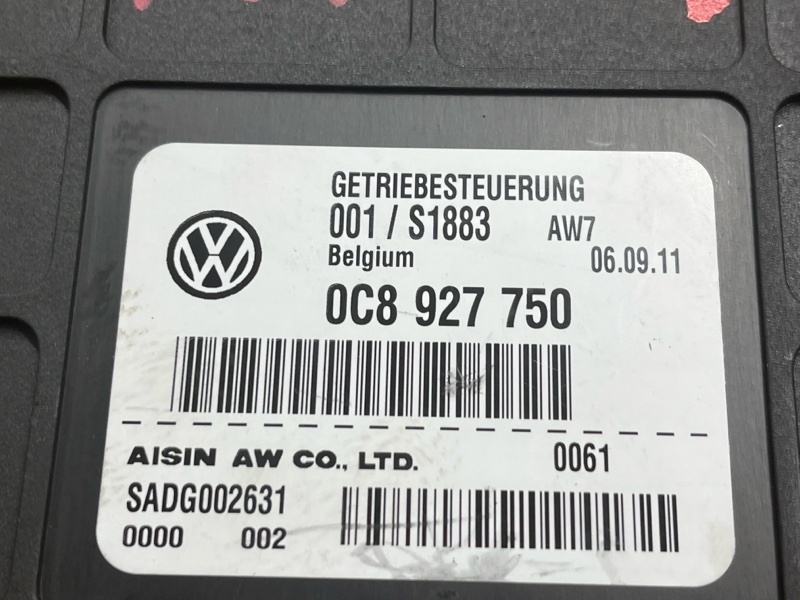 GETRIEBESTEUERUNG
001 / S1883 AW7
Belgium 06.09.11
0C8 927 750
AISIN AW CO., LTD. 0061
SADG002631
0000 002